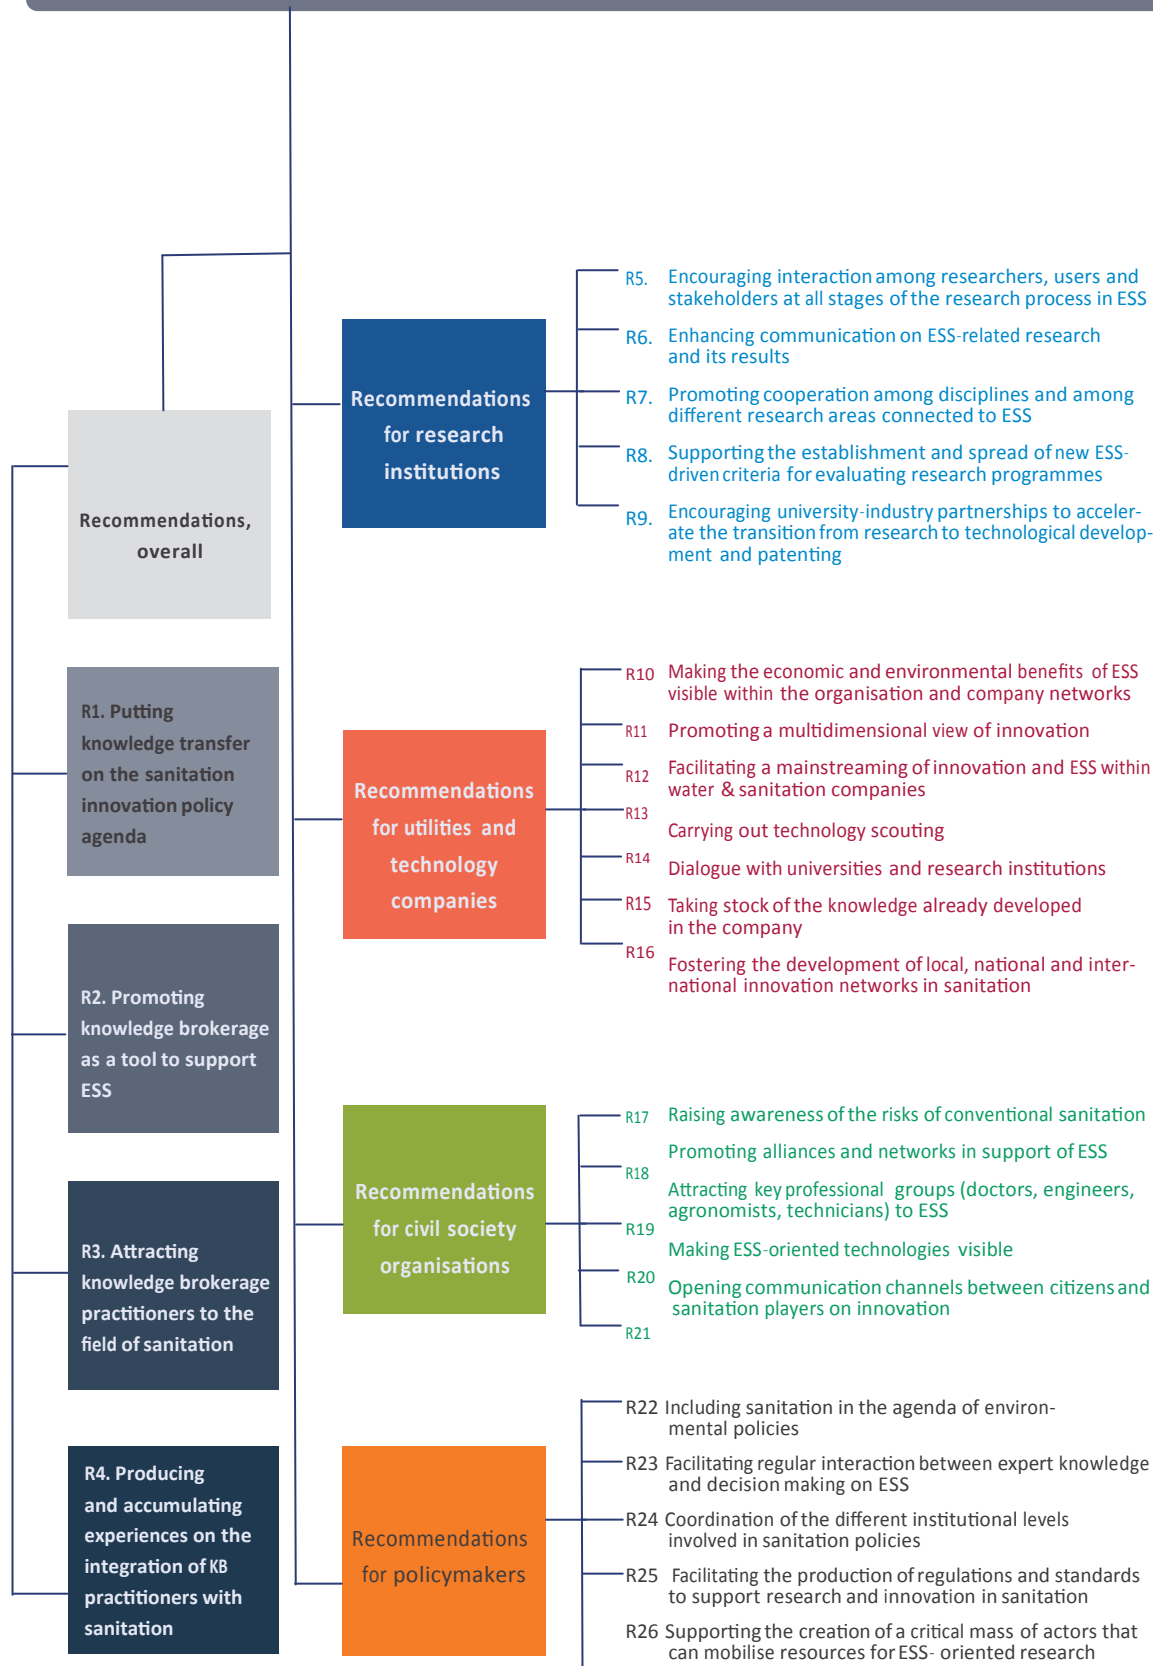 Recommendations,
overall
R1. Putting
knowledge transfer
on the sanitation
innovation policy
agenda
R2. Promoting
knowledge brokerage
as a tool to support
ESS
R3. Attracting
knowledge brokerage
practitioners to the
field of sanitation
R4. Producing
and accumulating
experiences on the
integration of KB
practitioners with
sanitation
Recommendations
for research
institutions
R5. Encouraging interaction among researchers, users and
stakeholders at all stages of the research process in ESS
R6. Enhancing communication on ESS-related research
and its results
R7. Promoting cooperation among disciplines and among
different research areas connected to ESS
R8. Supporting the establishment and spread of new ESS-
driven criteria for evaluating research programmes
R9. Encouraging university-industry partnerships to acceler-
ate the transition from research to technological develop-
ment and patenting
Recommendations
for utilities and
technology
companies
R10 Making the economic and environmental benefits of ESS
visible within the organisation and company networks
R11 Promoting a multidimensional view of innovation
R12 Facilitating a mainstreaming of innovation and ESS within
water & sanitation companies
R13
Carrying out technology scouting
R14
Dialogue with universities and research institutions
R15 Taking stock of the knowledge already developed
in the company
R16
Fostering the development of local, national and inter-
national innovation networks in sanitation
Recommendations
for civil society
organisations
R17 Raising awareness of the risks of conventional sanitation
Promoting alliances and networks in support of ESS
R18
Attracting key professional groups (doctors, engineers,
agronomists, technicians) to ESS
R19
Making ESS-oriented technologies visible
R20
Opening communication channels between citizens and
sanitation players on innovation
R21
Recommendations
for policymakers
R22 Including sanitation in the agenda of environ-
mental policies
R23 Facilitating regular interaction between expert knowledge
and decision making on ESS
R24 Coordination of the different institutional levels
involved in sanitation policies
R25 Facilitating the production of regulations and standards
to support research and innovation in sanitation
R26 Supporting the creation of a critical mass of actors that
can mobilise resources for ESS- oriented research